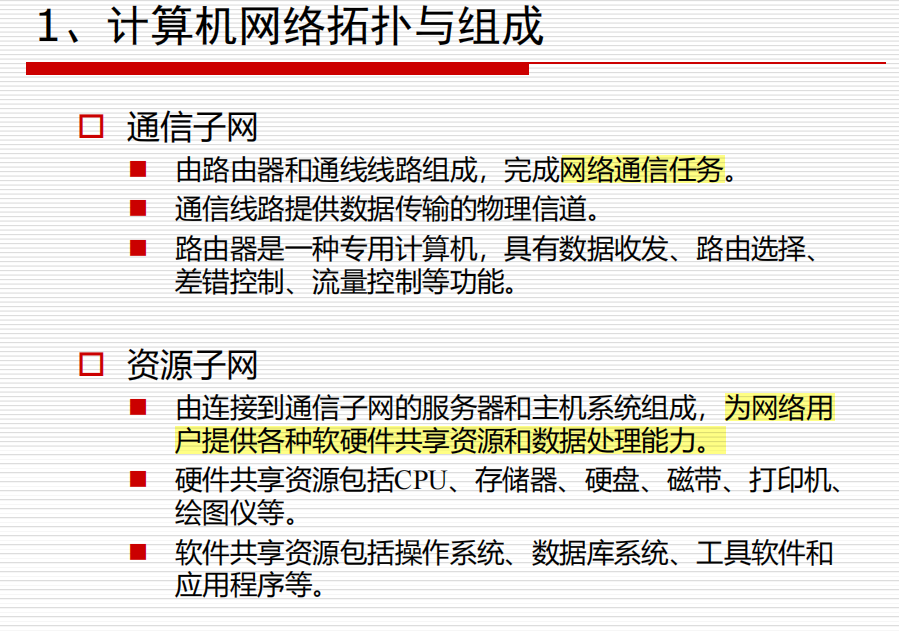 1、计算机网络拓扑与组成
通信子网
由路由器和通线线路组成，完成网络通信任务。
通信线路提供数据传输的物理信道。
路由器是一种专用计算机，具有数据收发、路由选择、
差错控制、流量控制等功能。
资源子网
由连接到通信子网的服务器和主机系统组成，为网络用
户提供各种软硬件共享资源和数据处理能力。
硬件共享资源包括CPU、存储器、硬盘、磁带、打印机、
绘图仪等。
软件共享资源包括操作系统、数据库系统、工具软件和
应用程序等。